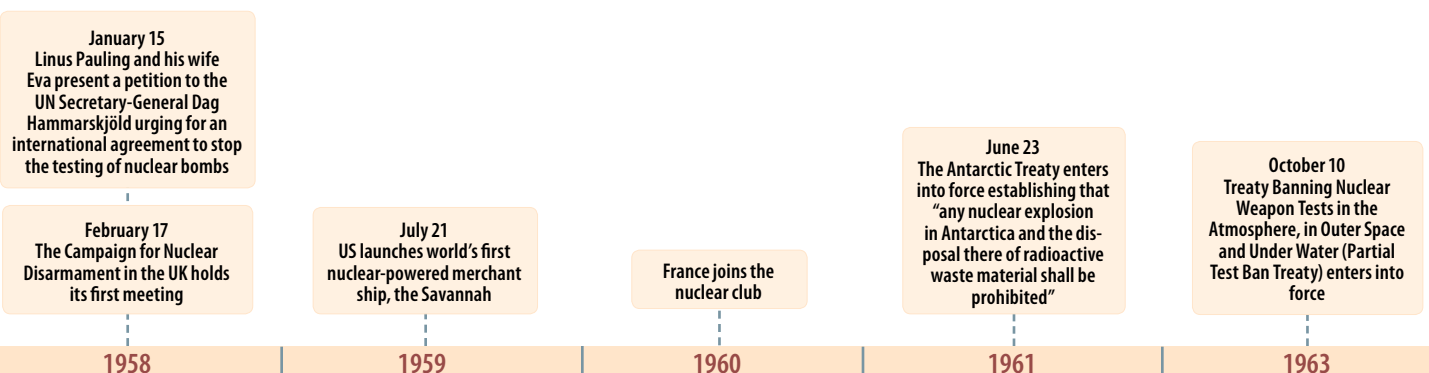 January 15
Linus Pauling and his wife
Eva present a petition to the
UN Secretary-General Dag
Hammarskjöld urging for an
international agreement to stop
the testing of nuclear bombs
February 17
The Campaign for Nuclear
Disarmament in the UK holds
its first meeting
July 21
US launches world’s first
nuclear-powered merchant
ship, the Savannah
France joins the
nuclear club
June 23
The Antarctic Treaty enters
into force establishing that
“any nuclear explosion
in Antarctica and the dis-
posal there of radioactive
waste material shall be
prohibited”
October 10
Treaty Banning Nuclear
Weapon Tests in the
Atmosphere, in Outer Space
and Under Water (Partial
Test Ban Treaty) enters into
force
1958
1959
1960
1961
1963